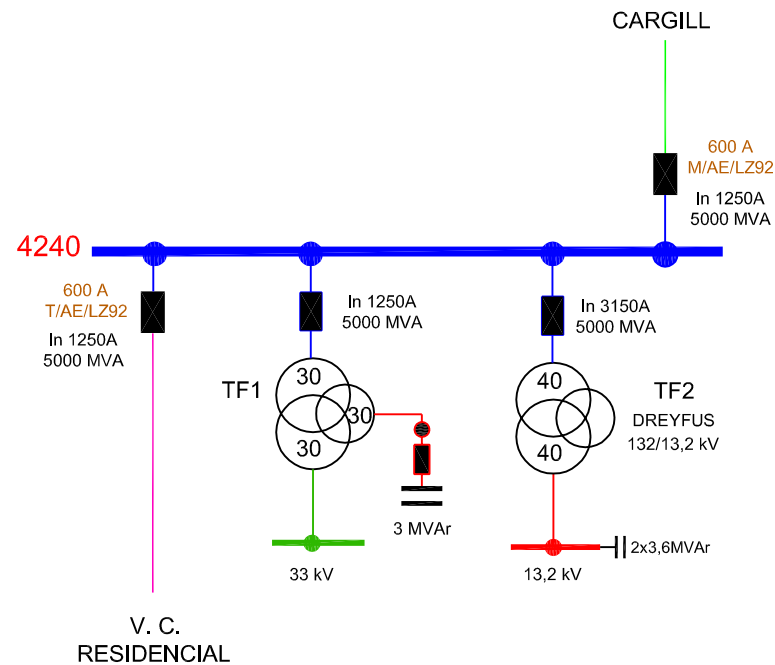 CARGILL
600 A
M/AE/LZ92
In 1250A
5000 MVA
4240
600 A
T/AE/LZ92
In 1250A
5000 MVA
In 1250A
5000 MVA
In 3150A
5000 MVA
TF1
30
30
30
3 MVAr
33 kV
40
40
TF2
DREYFUS
132/13,2 kV
2x3,6MVAr
13,2 kV
V. C.
RESIDENCIAL